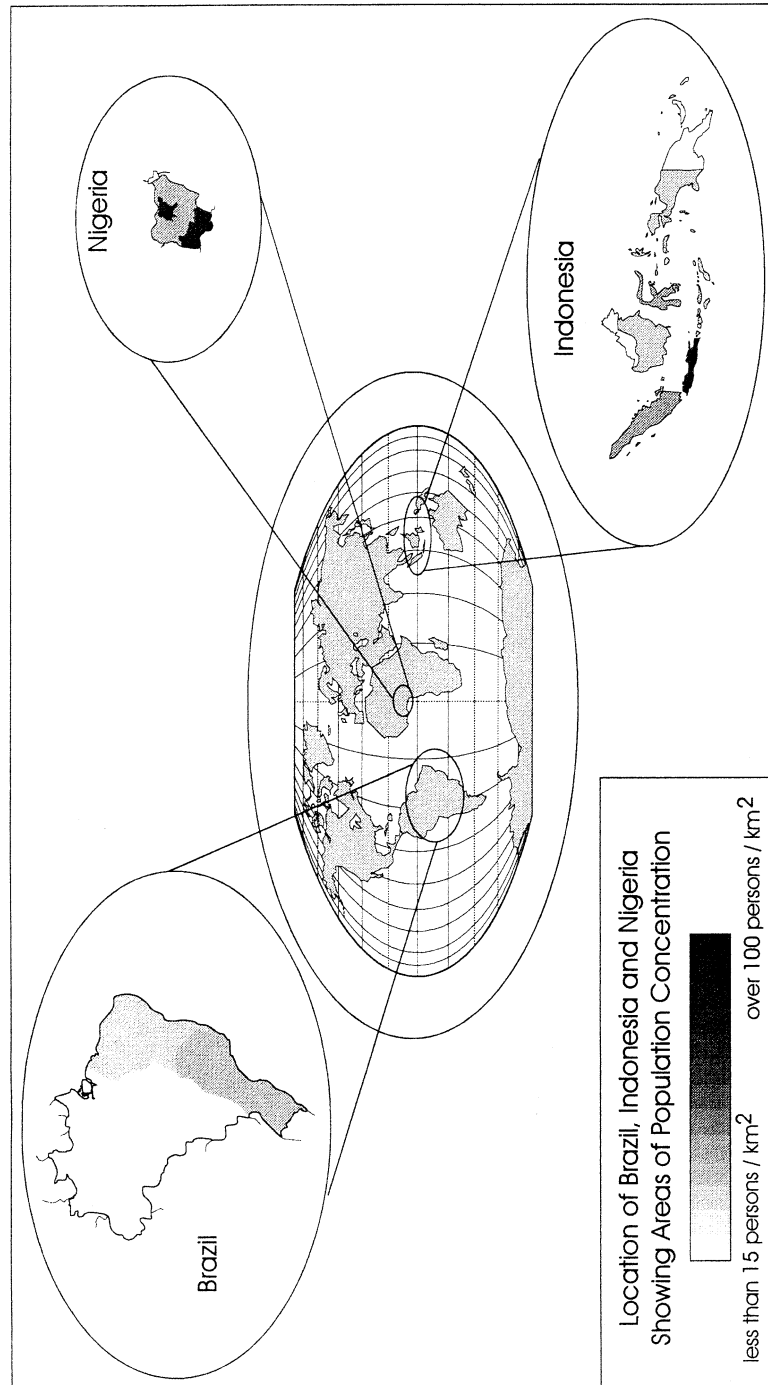 Brazil
Nigeria
Indonesia
Location of Brazil, Indonesia and Nigeria
Showing Areas of Population Concentration
less than 15 persons / km²
over 100 persons / km²